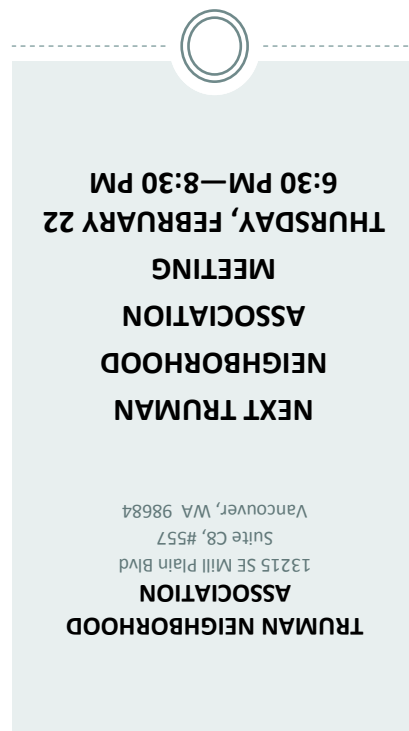 TRUMAN NEIGHBORHOOD
ASSOCIATION
13215 SE Mill Plain Blvd
Suite C8, #557
Vancouver, WA  98684
NEXT TRUMAN
NEIGHBORHOOD
ASSOCIATION
MEETING
THURSDAY, FEBRUARY 22
6:30 PM—8:30 PM